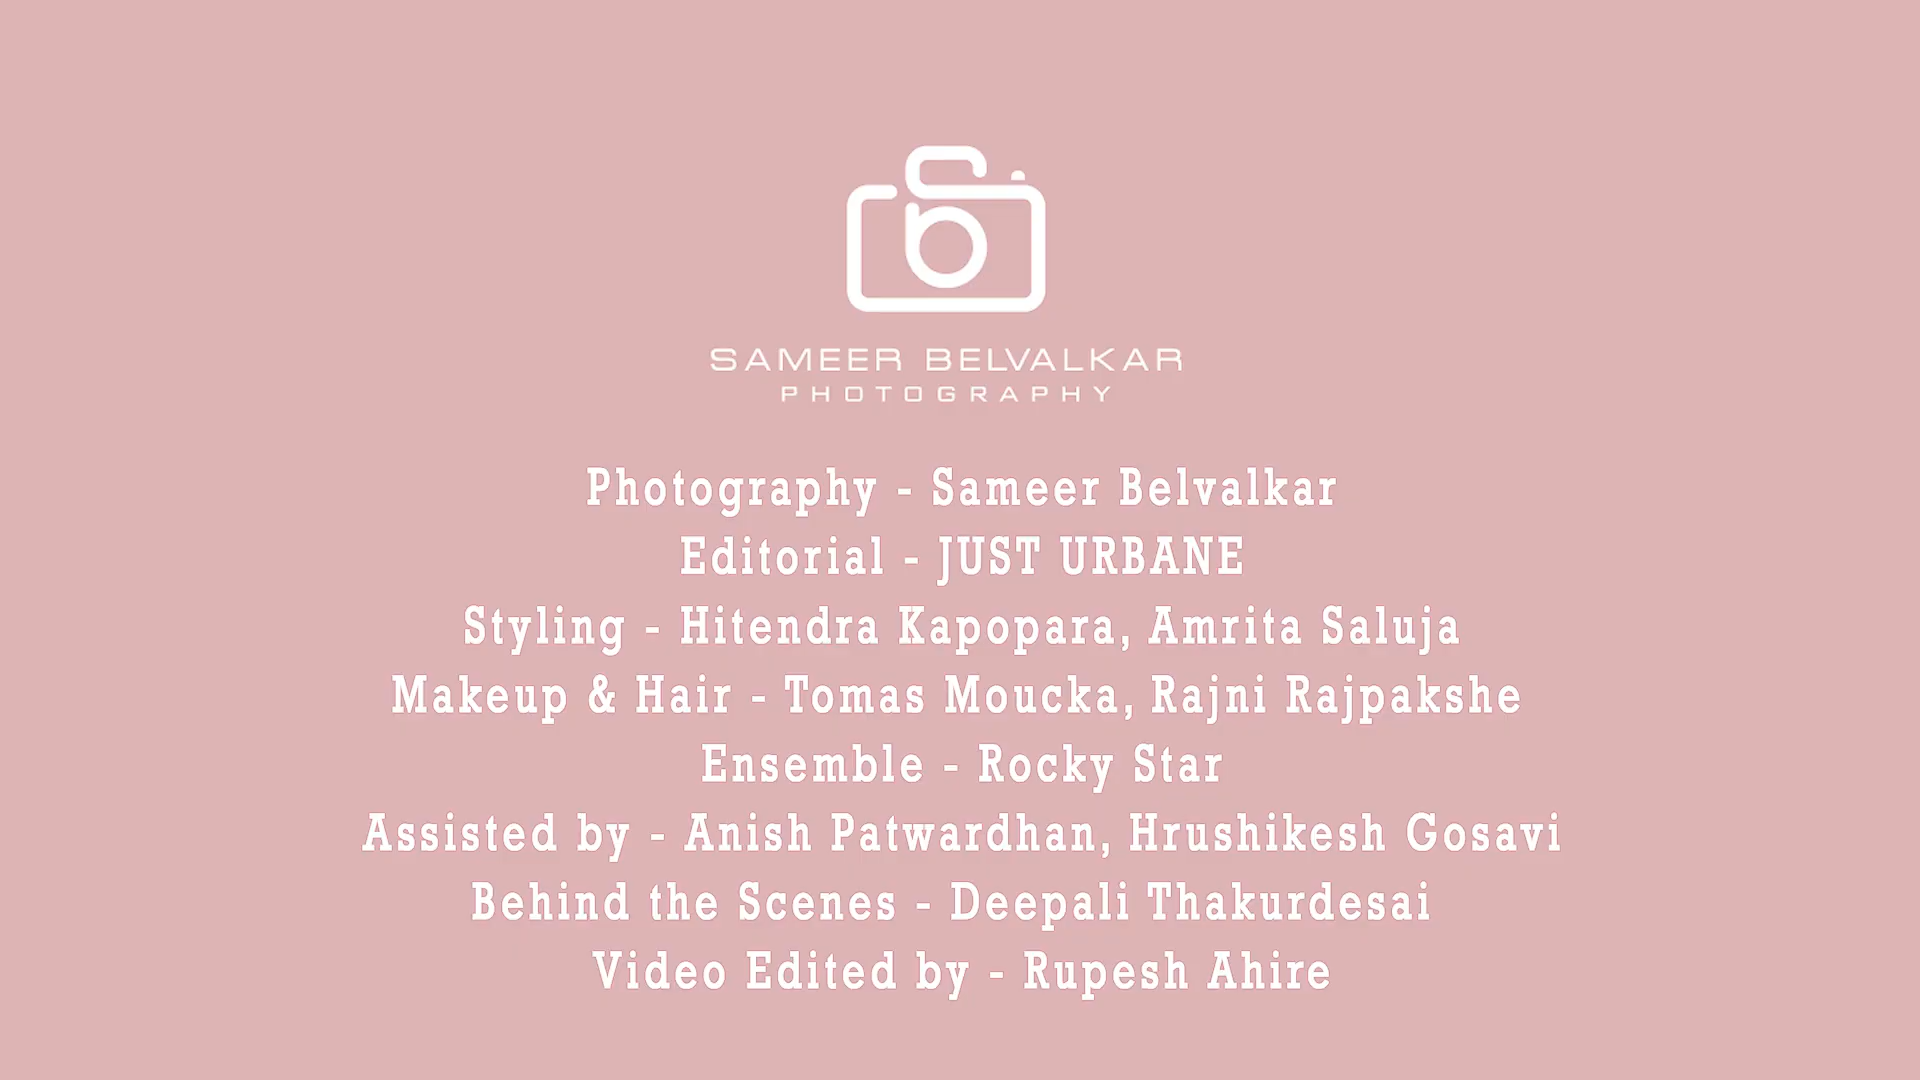 SAMEER BELVALKAR
PHOTOGRAPHY
Photography - Sameer Belvalkar
Editorial - JUST URBANE
Styling - Hitendra Kapopara, Amrita Saluja
Makeup & Hair - Tomas Moucka, Rajni Rajpakshe
Ensemble - Rocky Star
Assisted by - Anish Patwardhan, Hrushikesh Gosavi
Behind the Scenes - Deepali Thakurdesai
Video Edited by - Rupesh Ahire